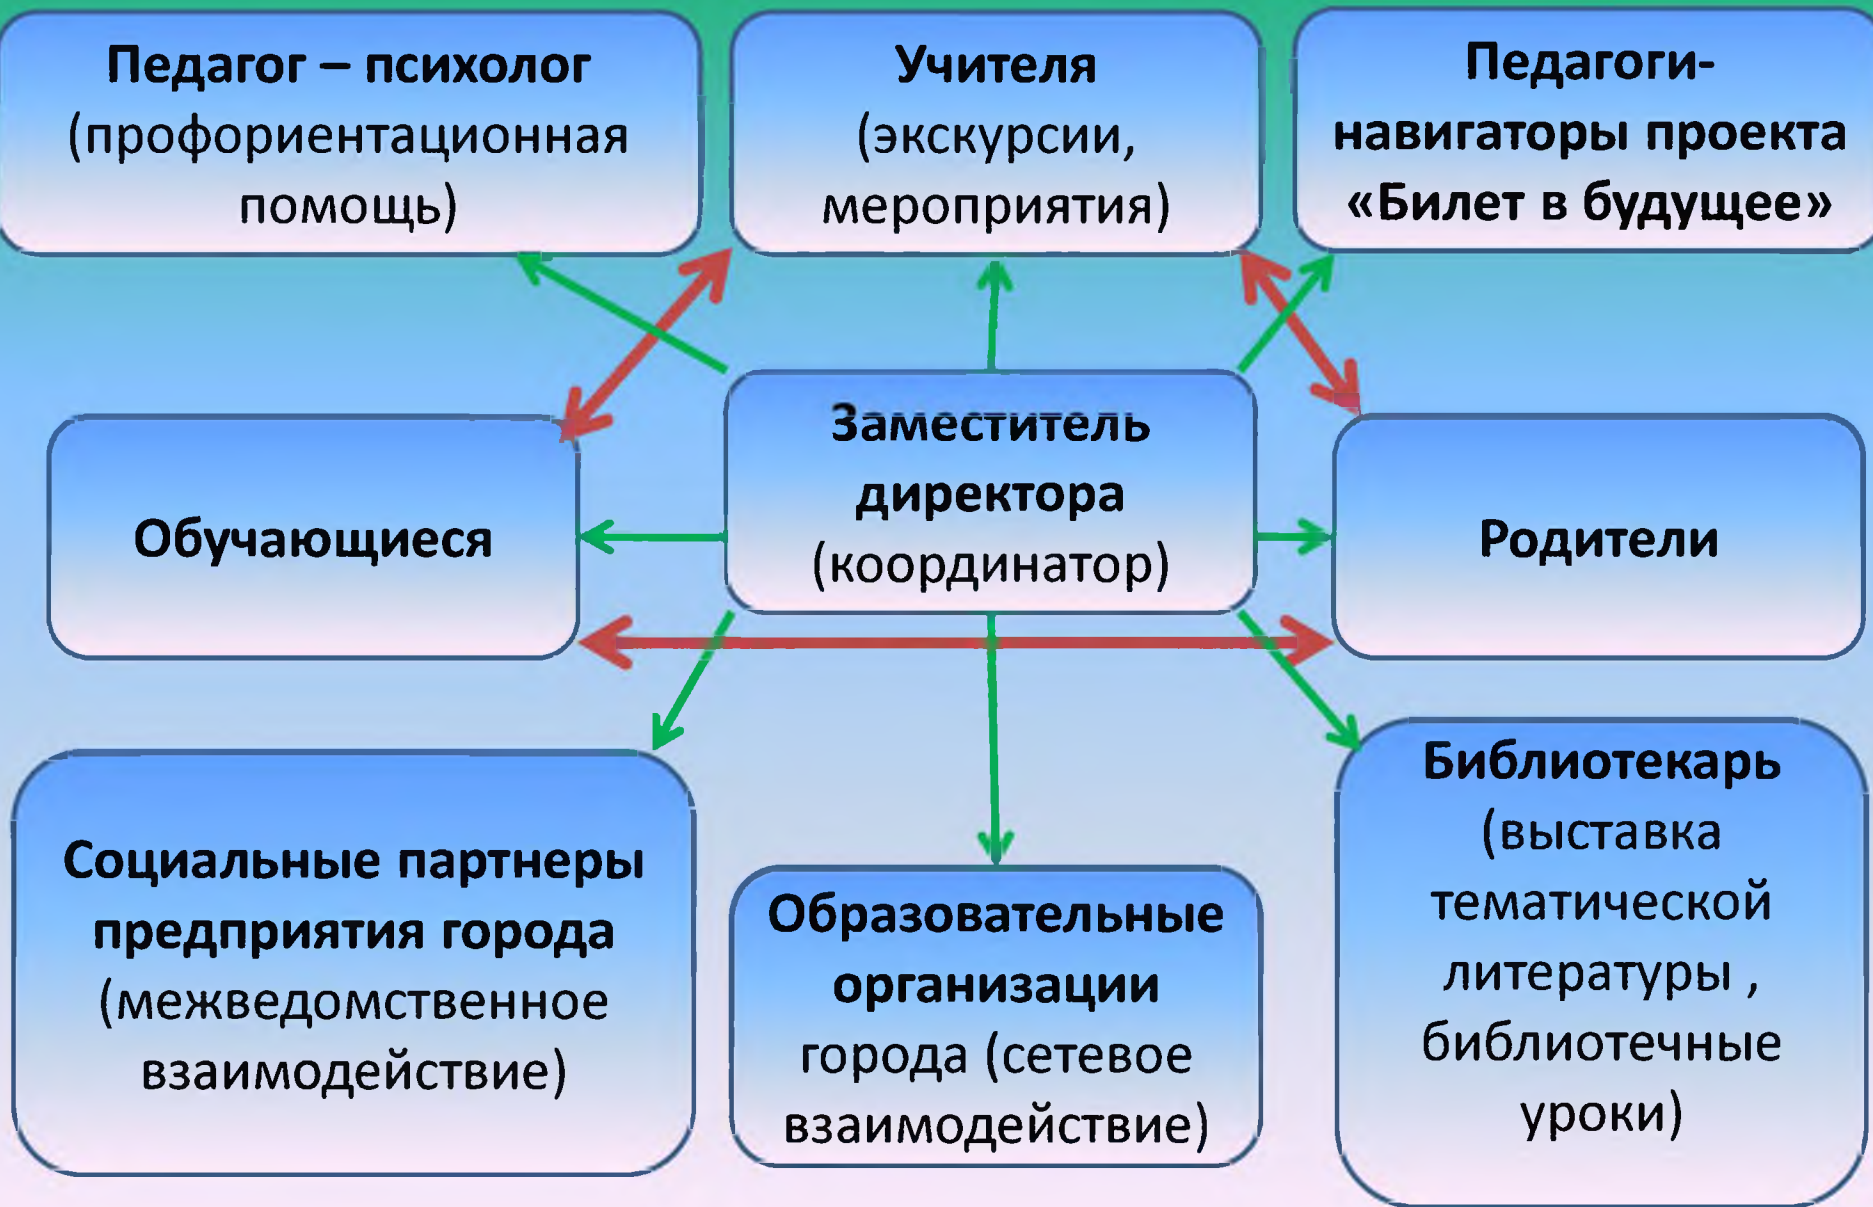 Педагог – психолог
(профориентационная
помощь)
Учителя
(экскурсии,
мероприятия)
Педагоги-
навигаторы проекта
«Билет в будущее»
Обучающиеся
Заместитель
директора
(координатор)
Родители
Социальные партнеры
предприятия города
(межведомственное
взаимодействие)
Образовательные
организации
города (сетевое
взаимодействие)
Библиотекарь
(выставка
тематической
литературы ,
библиотечные
уроки)